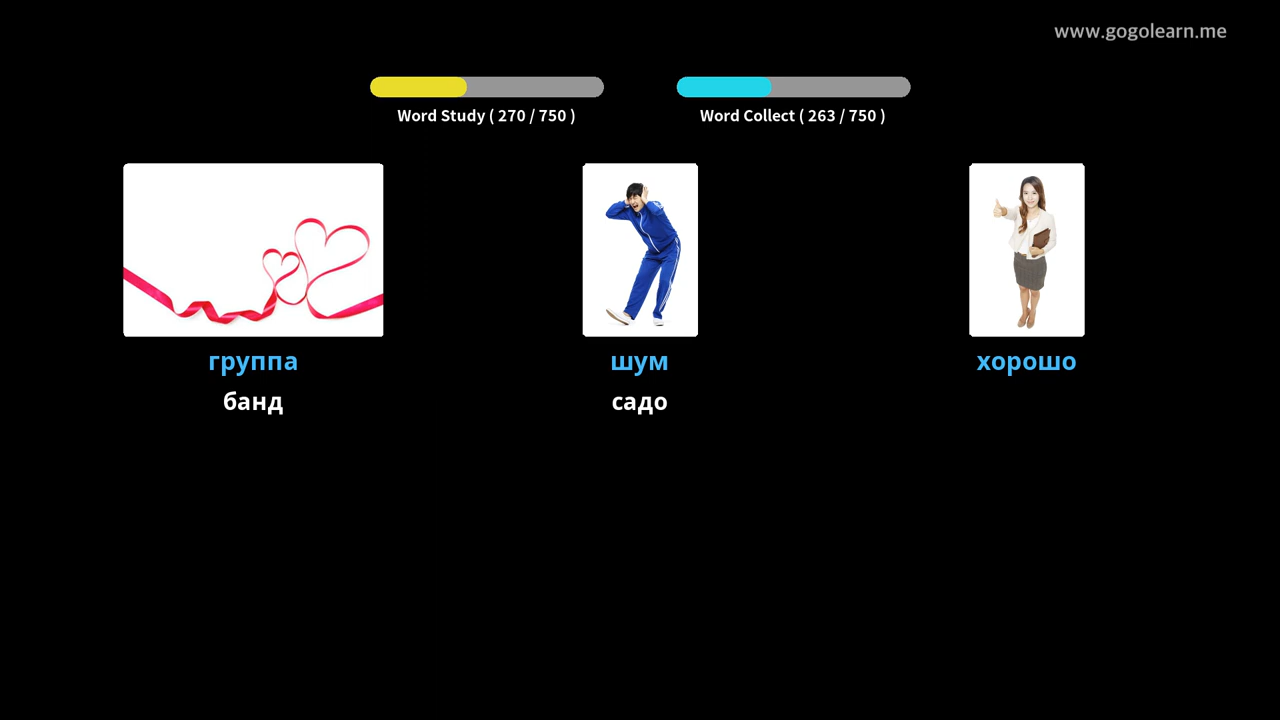 www.gogolearn.me
Word Study ( 270 / 750 )
Word Collect ( 263 / 750 )
группа
шум
хорошо
банд
садо